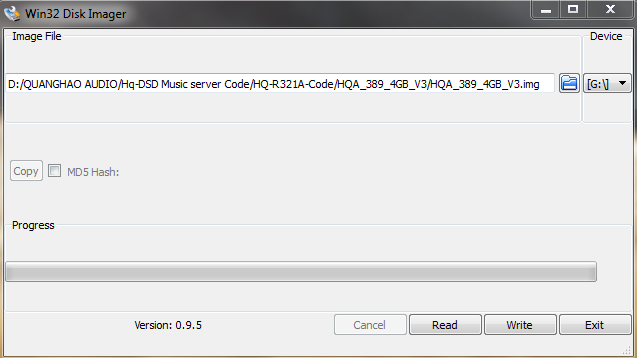 Win32 Disk Imager
Image File
Device
D:/QUANGHAO AUDIO/Hq-DSD Music server Code/HQ-R321A-Code/HQA_389_4GB_V3/HQA_389_4GB_V3.img
[G:\]
Copy
MD5 Hash:
Progress
Version: 0.9.5
Cancel
Read
Write
Exit